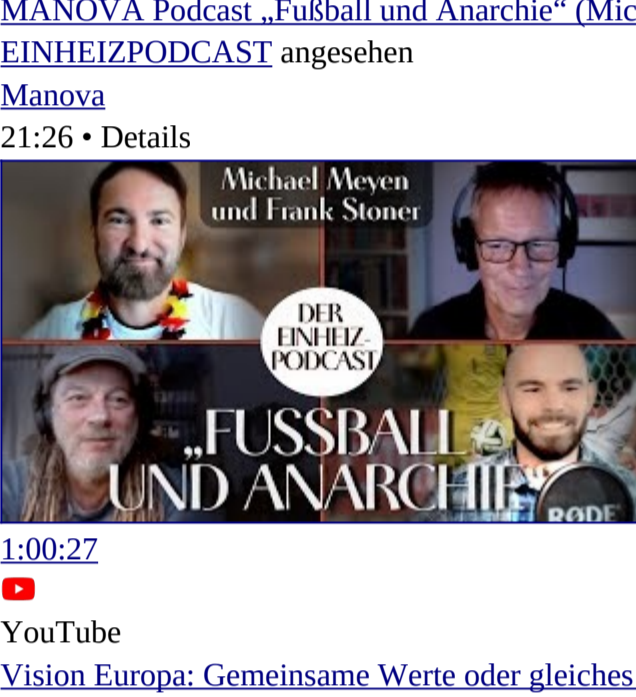 MANOVA Podcast „Fußball und Anarchie“ (Mic
EINHEIZPODCAST angesehen
Manova
21:26 • Details
Michael Meyen
und Frank Stoner
DER
EINHEIZ-
PODCAST
„FUSSBALL
UND ANARCHIE“
RØDE
1:00:27
YouTube
Vision Europa: Gemeinsame Werte oder gleiches